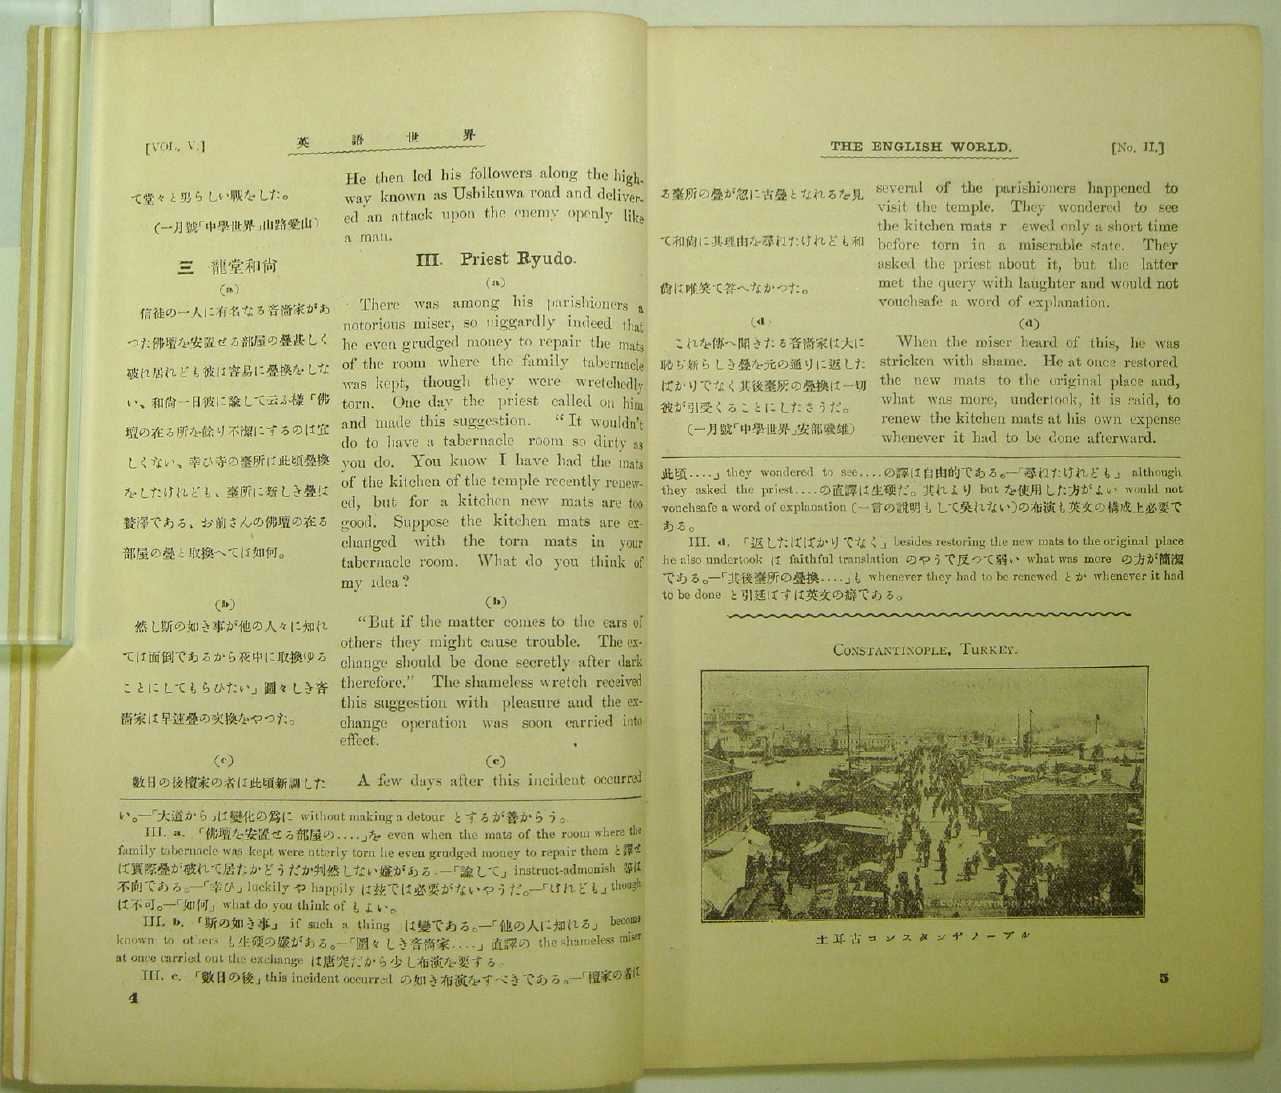 [VOL. V.]
英語世界
て堂々と男らしい戰をした。
(一月號「中學世界」山路愛山)
三 龍堂和尙
(a)
信徒の一人に有名なる吝嗇家があ
つた佛壇を安置せる部屋の疊甚しく
破れ居れども彼は容易に疊換をしな
い、和尙一日彼に諭して云ふ樣「佛
壇の在る所を餘り不潔にするのは宜
しくない、幸ひ寺の臺所は此頃疊換
をしたけれども、臺所に新しき疊は
贅澤である、お前さんの佛壇の在る
部屋の疊と取換へては如何。
(b)
然し斯の如き事が他の人々に知れ
ては面倒であるから夜中に取換ゆる
ことにしてもらひたい」圖々しき吝
嗇家は早速疊の交換をやつた。
(c)
數日の後檀家の者は此頃新調した
He then led his followers along the high-
way known as Ushikuwa road and deliver-
ed an attack upon the enemy openly like
a man.
III. Priest Ryudo.
(a)
There was among his parishioners a
notorious miser, so niggardly indeed that
he even grudged money to repair the mats
of the room where the family tabernacle
was kept, though they were wretchedly
torn. One day the priest called on him
and made this suggestion. "It wouldn't
do to have a tabernacle room so dirty as
you do. You know I have had the mats
of the kitchen of the temple recently renew-
ed, but for a kitchen new mats are too
good. Suppose the kitchen mats are ex-
changed with the torn mats in your
tabernacle room. What do you think of
my idea?
(b)
"But if the matter comes to the ears of
others they might cause trouble. The ex-
change should be done secretly after dark
therefore." The shameless wretch received
this suggestion with pleasure and the ex-
change operation was soon carried into
effect.
(c)
A few days after this incident occurred
い。—「大道から」は變化の爲に without making a detour とするが善からう。
III. a. 「佛壇を安置せる部屋の....」を even when the mats of the room where the
family tabernacle was kept were utterly torn he even grudged money to repair them と譯せ
ば實際疊が破れて居たかどうだか判然しない嫌がある.—「諭して」instruct-admonish 等は
不向である。—「幸ひ」luckily や happily は玆では必要がないやうだ。—「けれども」though
は不可。—「如何」what do you think of もよい。
III. b. 「斯の如き事」 if such a thing は變である。—「他の人に知れる」 become
known to others も生硬の嫌がある。—「圖々しき吝嗇家....」直譯の the shameless miser
at once carried out the exchange は唐突だから少し布演を要する。
III. c. 「數日の後」this incident occurred の如き布演をすべきである。—「檀家の者は
4
THE ENGLISH WORLD.
[No. II.]
る臺所の疊が忽に古疊となれるを見
て和尙に其理由を尋ねたけれども和
尙は唯笑て答へなかつた。
(d)
これを傳へ聞きたる吝嗇家は大に
恥ぢ新らしき疊を元の通りに返した
ばかりでなく其後臺所の疊換は一切
彼が引受くることにしたさうだ。
(一月號「中學世界」安部磯雄)
several of the parishioners happened to
visit the temple. They wondered to see
the kitchen mats r ewed only a short time
before torn in a miserable state. They
asked the priest about it, but the latter
met the query with laughter and would not
vouchsafe a word of explanation.
(d)
When the miser heard of this, he was
stricken with shame. He at once restored
the new mats to the original place and,
what was more, undertook, it is said, to
renew the kitchen mats at his own expense
whenever it had to be done afterward.
此頃....」they wondered to see....の譯は自由的である。—「尋ねたけれども」although
they asked the priest....の直譯は生硬だ。其れより but を使用した方がよい would not
vouchsafe a word of explanation (一言の說明もして吳れない)の布演も英文の構成上必要で
ある。
III. d. 「返したばばかりでなく」besides restoring the new mats to the original place
he also undertook は faithful translation のやうで反つて弱い what was more の方が簡潔
である。—「其後臺所の疊換....」も whenever they had to be renewed とか whenever it had
to be done と引延ばすは英文の癖である。
CONSTANTINOPLE, TURKEY.
CONSTANTINO
土耳古コンスタンチノープル
5